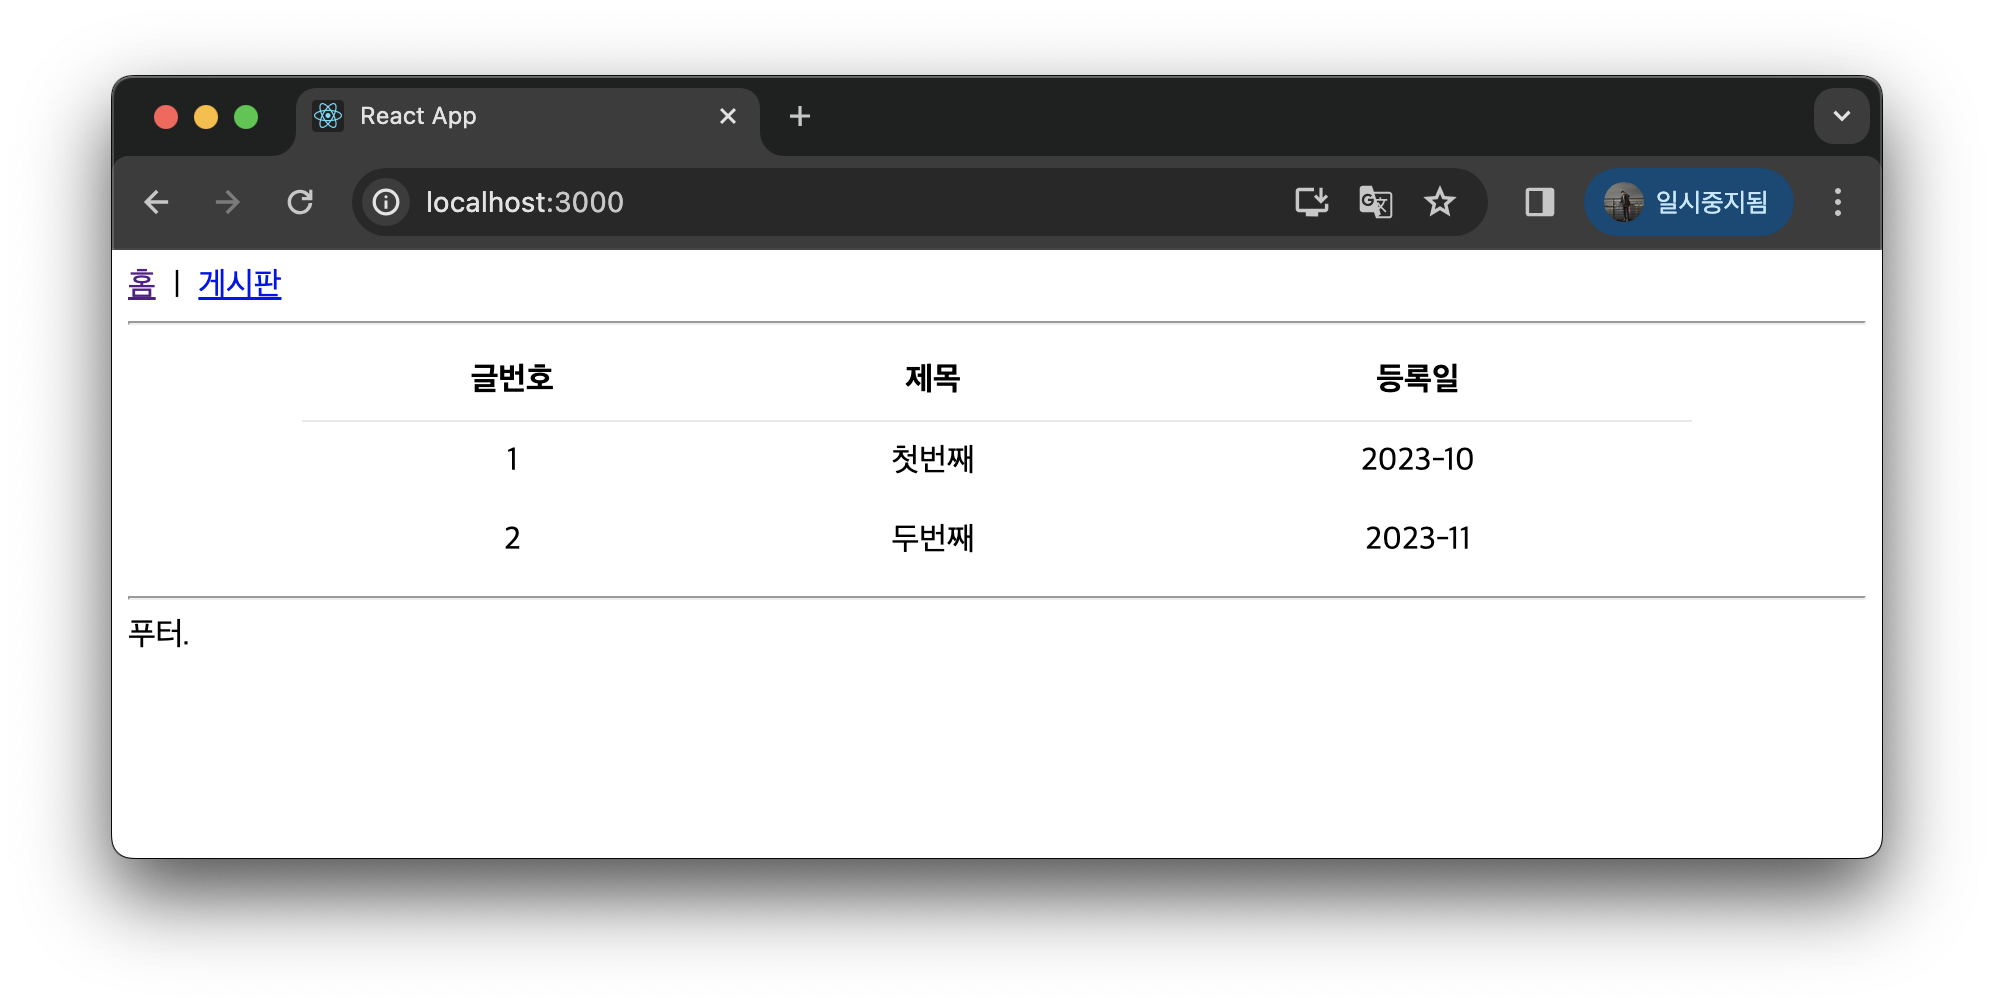 React App
localhost:3000
일시중지됨
홈 | 게시판
글번호 제목 등록일
1 첫번째 2023-10
2 두번째 2023-11
푸터.